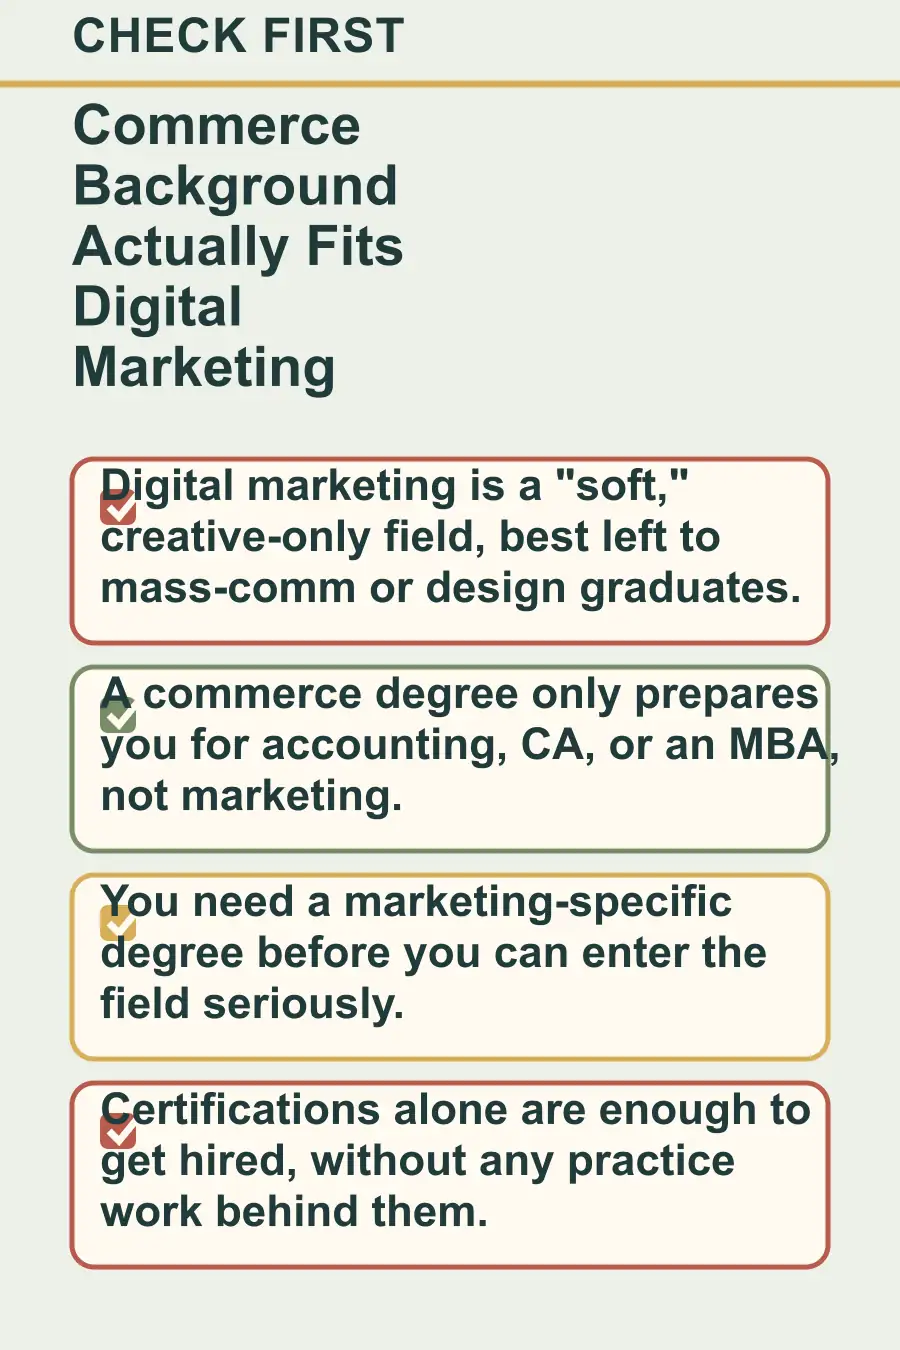 CHECK FIRST
Commerce
Background
Actually Fits
Digital
Marketing
Digital marketing is a "soft,"
creative-only field, best left to
mass-comm or design graduates.
A commerce degree only prepares
you for accounting, CA, or an MBA,
not marketing.
You need a marketing-specific
degree before you can enter the
field seriously.
Certifications alone are enough to
get hired, without any practice
work behind them.